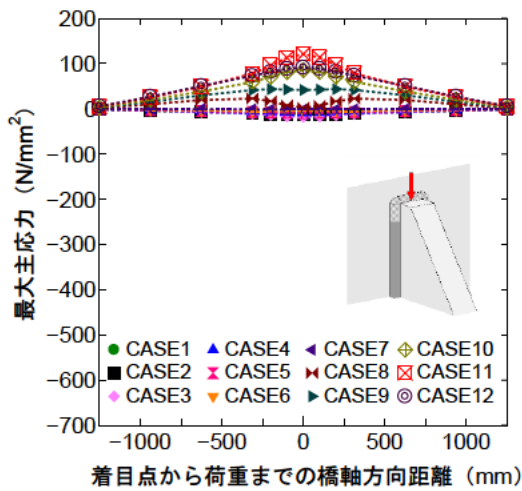 200
100
0
−100
−200
−300
−400
−500
−600
−700
最大主応力（N/mm²）
CASE1 CASE4 CASE7 CASE10
CASE2 CASE5 CASE8 CASE11
CASE3 CASE6 CASE9 CASE12
−1000 −500 0 500 1000
着目点から荷重までの橋軸方向距離（mm）